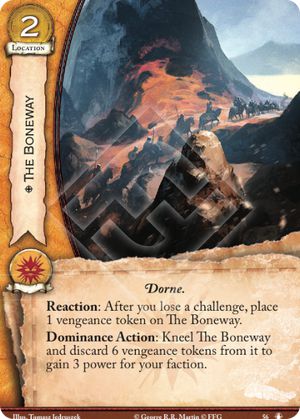 2
LOCATION
THE BONEWAY
Dorne.
Reaction: After you lose a challenge, place
1 vengeance token on The Boneway.
Dominance Action: Kneel The Boneway
and discard 6 vengeance tokens from it to
gain 3 power for your faction.
Illus. Tomasz Jedruszek
© George R.R. Martin © FFG
56